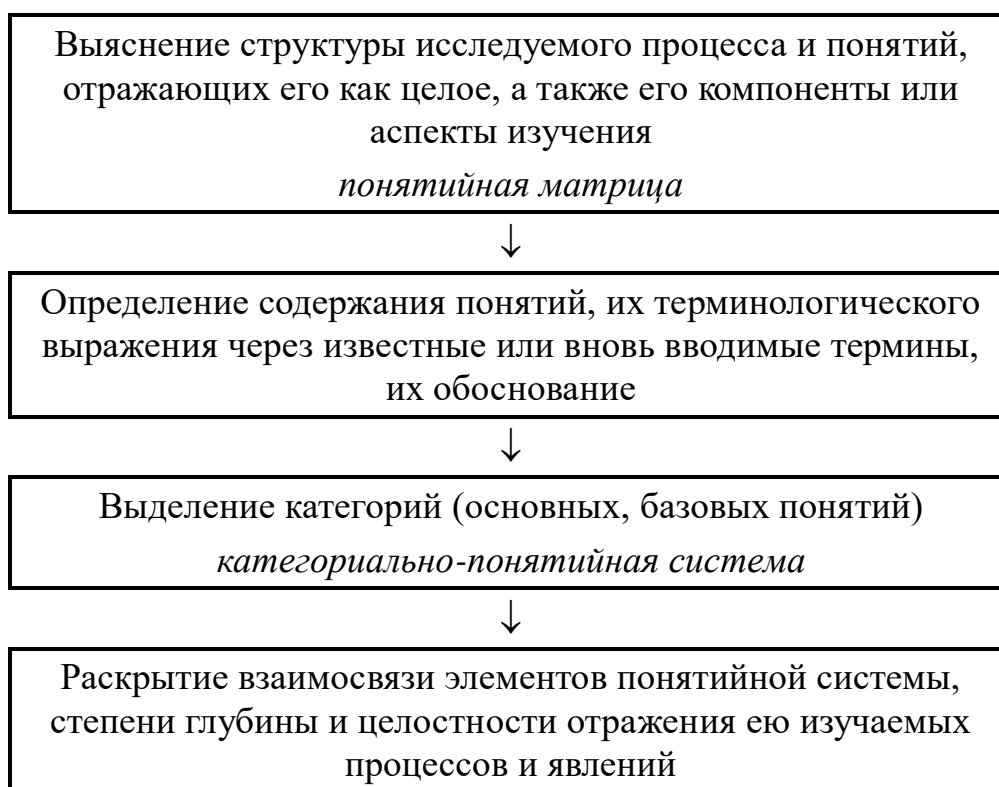 Выяснение структуры исследуемого процесса и понятий,
отражающих его как целое, а также его компоненты или
аспекты изучения
понятийная матрица
↓
Определение содержания понятий, их терминологического
выражения через известные или вновь вводимые термины,
их обоснование
↓
Выделение категорий (основных, базовых понятий)
категориально-понятийная система
↓
Раскрытие взаимосвязи элементов понятийной системы,
степени глубины и целостности отражения ею изучаемых
процессов и явлений